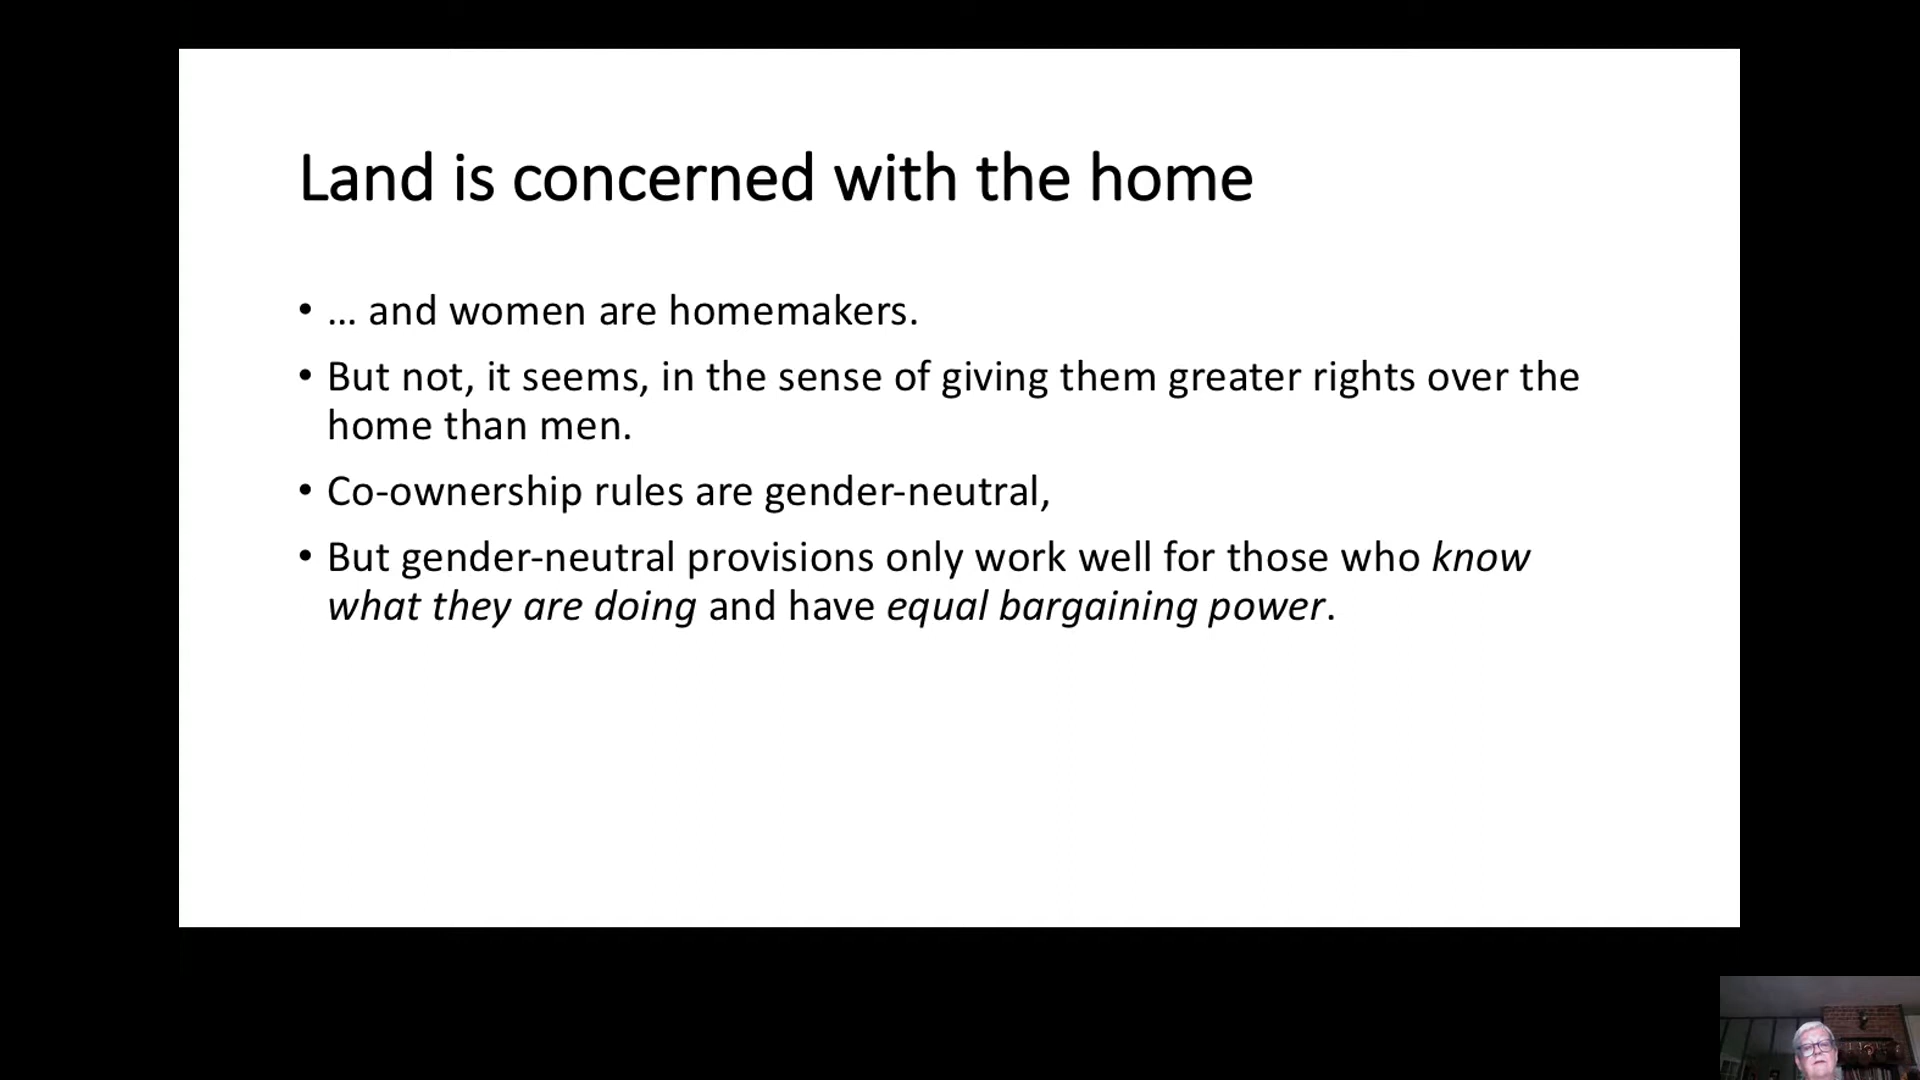 Land is concerned with the home
• … and women are homemakers.
• But not, it seems, in the sense of giving them greater rights over the
home than men.
• Co-ownership rules are gender-neutral,
• But gender-neutral provisions only work well for those who know
what they are doing and have equal bargaining power.